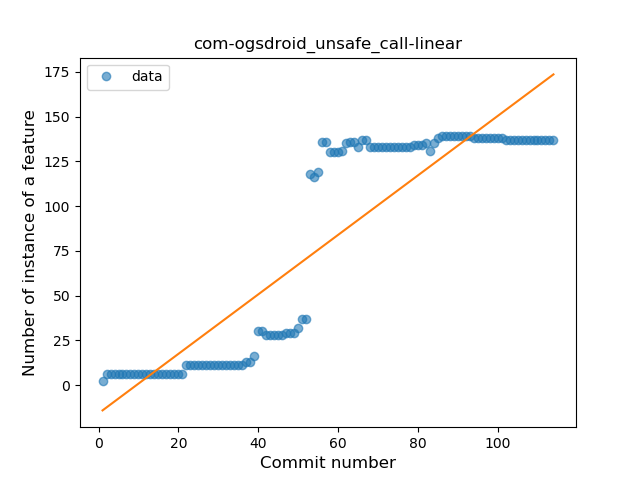 com-ogsdroid_unsafe_call-linear
data
Number of instance of a feature
175
150
125
100
75
50
25
0
0 20 40 60 80 100
Commit number